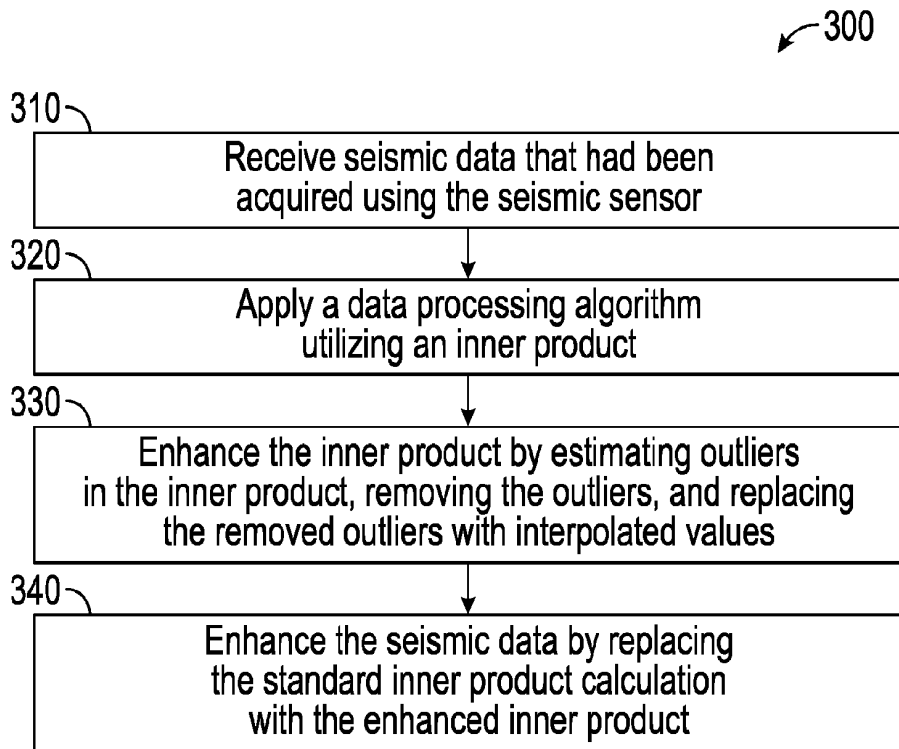 300
310
Receive seismic data that had been
acquired using the seismic sensor
320
Apply a data processing algorithm
utilizing an inner product
330
Enhance the inner product by estimating outliers
in the inner product, removing the outliers, and replacing
the removed outliers with interpolated values
340
Enhance the seismic data by replacing
the standard inner product calculation
with the enhanced inner product